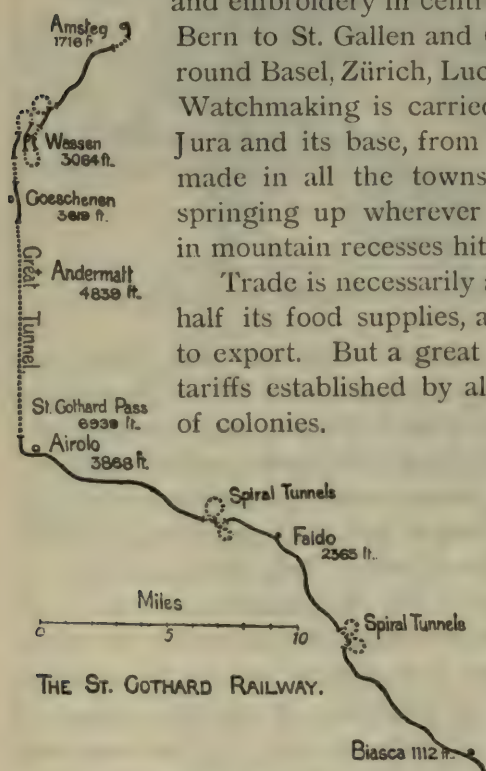 and embroidery in centr
Bern to St. Gallen and
round Basel, Zürich, Luc
Watchmaking is carried
Jura and its base, from
made in all the towns
springing up wherever
in mountain recesses hit
Trade is necessarily s
half its food supplies, a
to export. But a great
tariffs established by al
of colonies.
Amsteg
1716 f
Wassen
ft.
Goeschenen
ft.
Great Tunnel
Andermatt
4839 ft.
St. Gothard Pass
6939 ft.
Airolo
3868 ft.
Spiral Tunnels
Faido
2365 ft.
Miles
0 5 10
Spiral Tunnels
THE ST. GOTHARD RAILWAY.
Biasca 1112 ft.